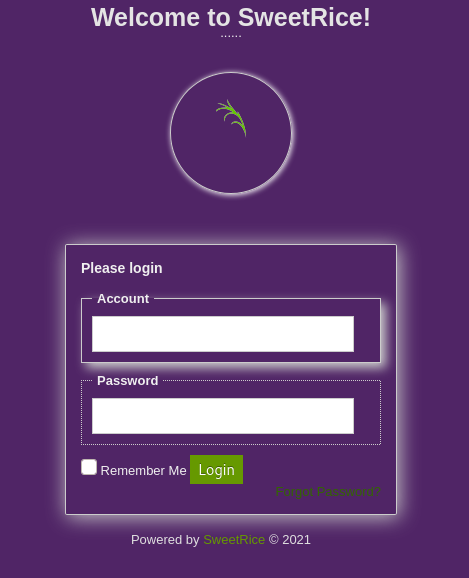 Welcome to SweetRice!
......
Please login
Account
Password
Remember Me Login
Forgot Password?
Powered by SweetRice © 2021